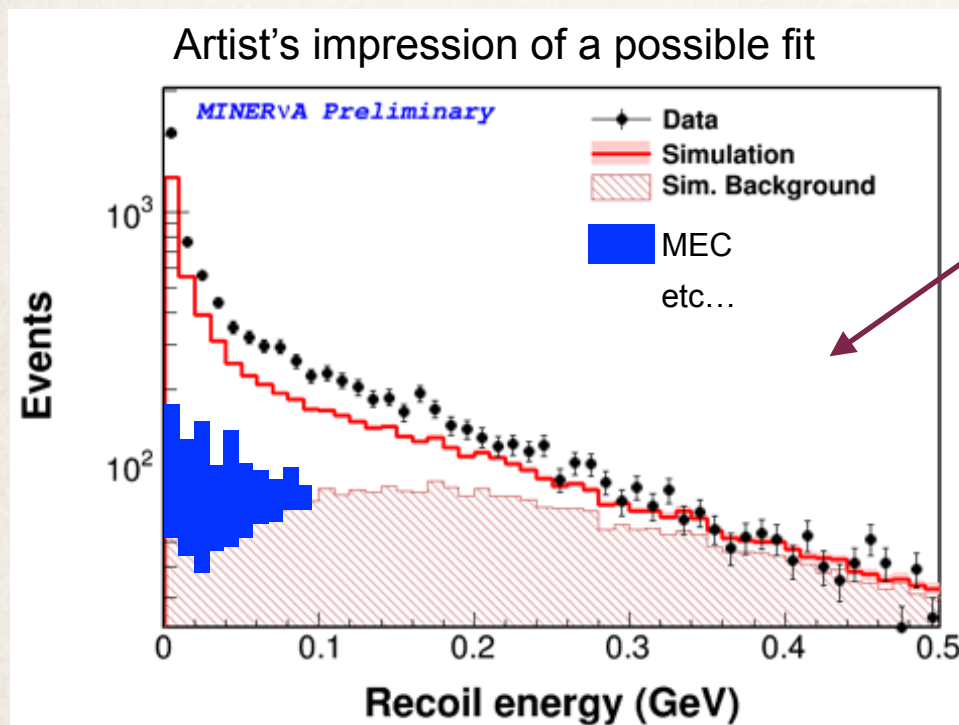 Artist's impression of a possible fit
MINERνA Preliminary
Data
Simulation
Sim. Background
MEC
etc...
Events
10³
10²
0
0.1
0.2
0.3
0.4
0.5
Recoil energy (GeV)